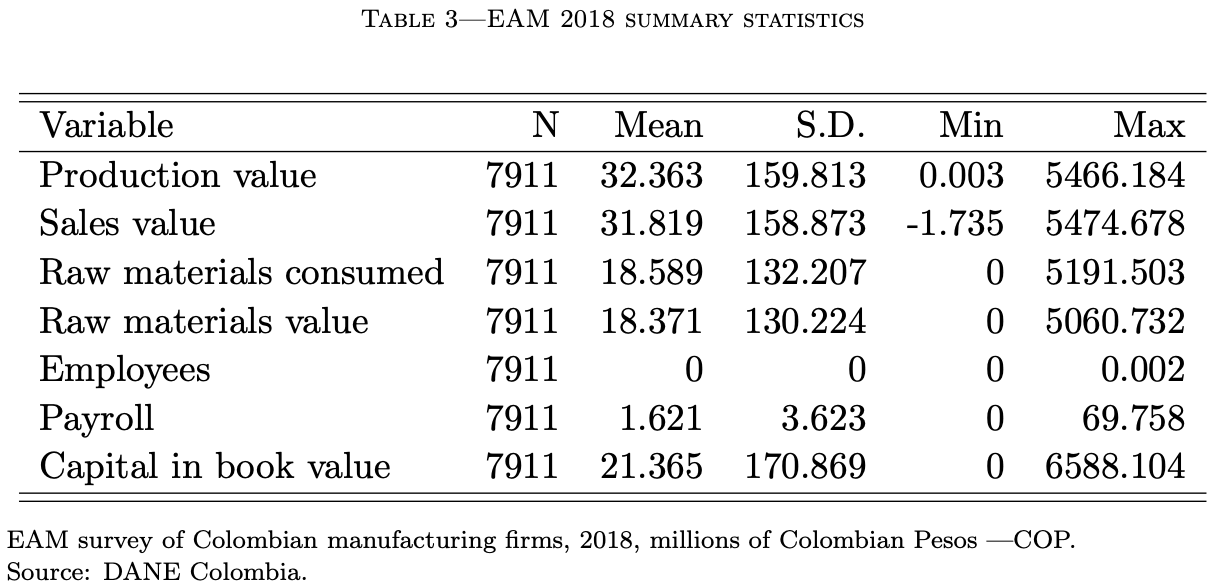 TABLE 3—EAM 2018 SUMMARY STATISTICS
Variable N Mean S.D. Min Max
Production value 7911 32.363 159.813 0.003 5466.184
Sales value 7911 31.819 158.873 -1.735 5474.678
Raw materials consumed 7911 18.589 132.207 0 5191.503
Raw materials value 7911 18.371 130.224 0 5060.732
Employees 7911 0 0 0 0.002
Payroll 7911 1.621 3.623 0 69.758
Capital in book value 7911 21.365 170.869 0 6588.104
EAM survey of Colombian manufacturing firms, 2018, millions of Colombian Pesos —COP.
Source: DANE Colombia.